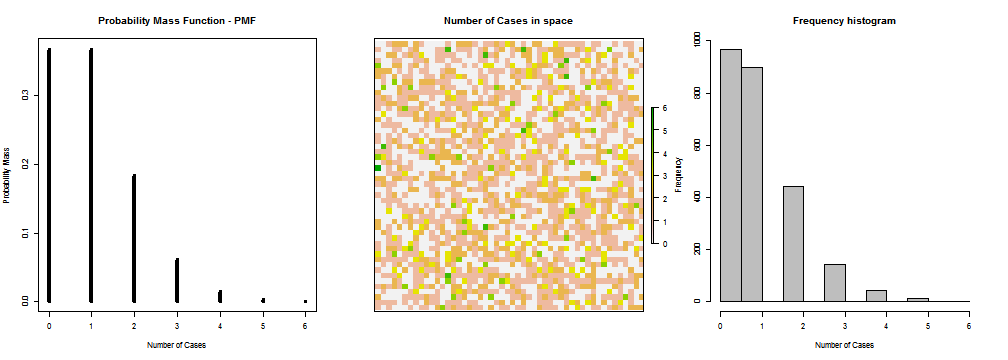 Probability Mass Function - PMF
Probability Mass
0.0 0.1 0.2 0.3
0 1 2 3 4 5 6
Number of Cases
Number of Cases in space
6
5
4
3
2
1
0
Frequency histogram
Frequency
0 200 400 600 800 1000
0 1 2 3 4 5 6
Number of Cases